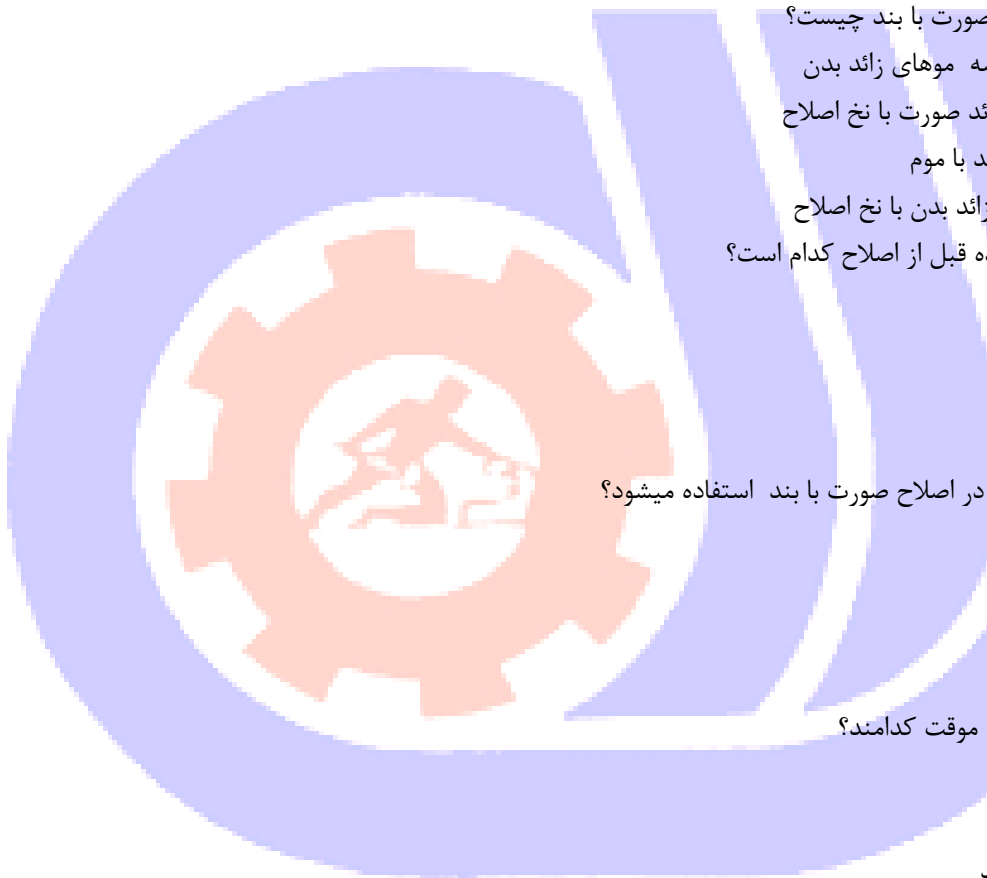 صورت با بند چیست؟
موهای زائد بدن
صورت با نخ اصلاح
با موم
زائد بدن با نخ اصلاح
قبل از اصلاح کدام است؟
در اصلاح صورت با بند استفاده میشود؟
موقت کدامند؟